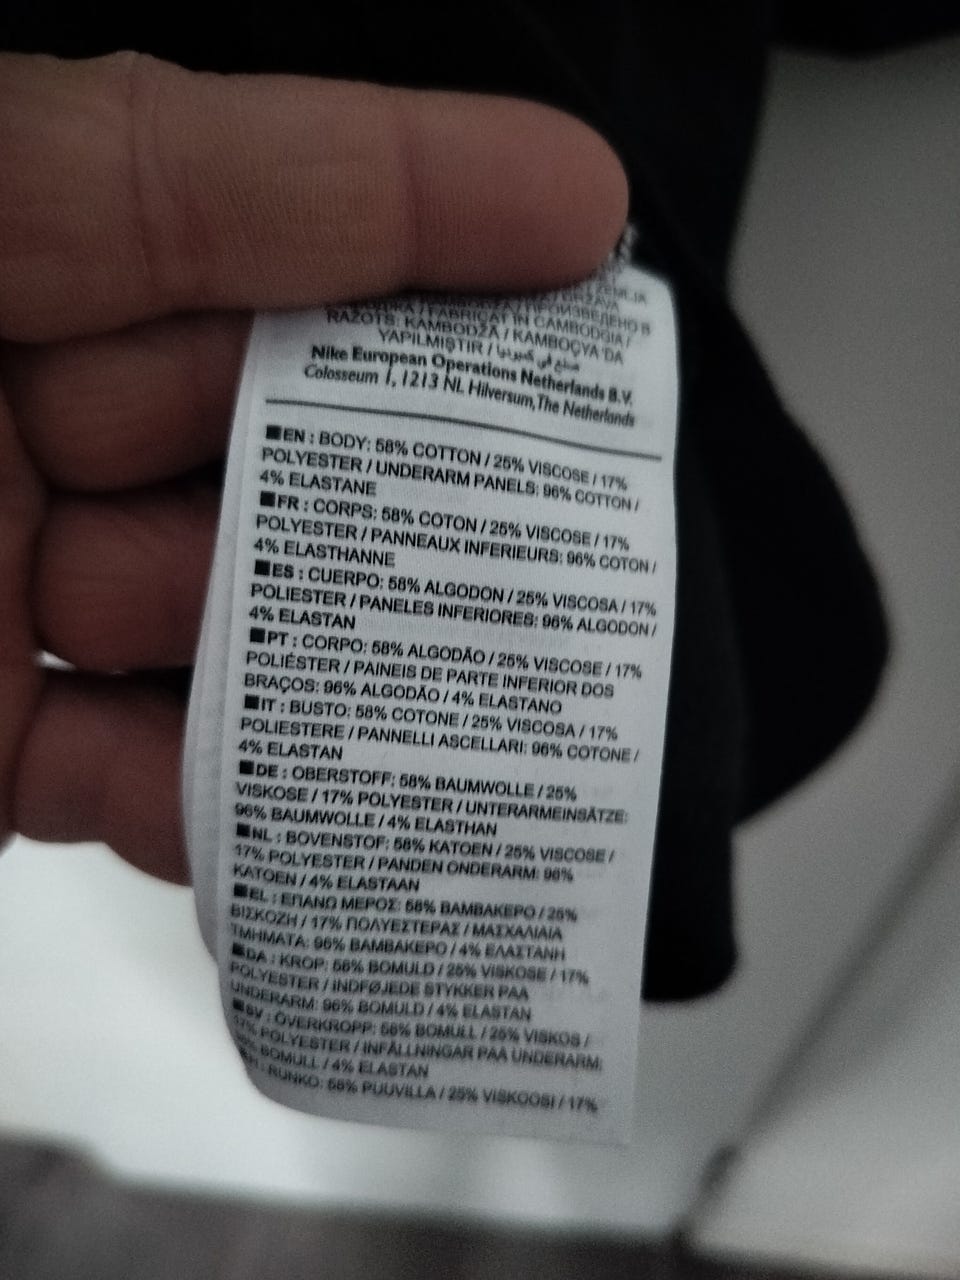 ZEMLJA
DRŽAVA
KAMBODŽA / ПРОИЗВЕДЕНО В
/ FABRICAT ÎN CAMBODGIA /
RAŽOTS: KAMBODŽA / KAMBOÇYA'DA
YAPILMIŞTIR / صنع في كمبوديا
Nike European Operations Netherlands B.V.
Colosseum 1, 1213 NL Hilversum, The Netherlands
EN : BODY: 58% COTTON / 25% VISCOSE / 17%
POLYESTER / UNDERARM PANELS: 96% COTTON /
4% ELASTANE
FR : CORPS: 58% COTON / 25% VISCOSE / 17%
POLYESTER / PANNEAUX INFERIEURS: 96% COTON /
4% ELASTHANNE
ES : CUERPO: 58% ALGODON / 25% VISCOSA / 17%
POLIESTER / PANELES INFERIORES: 96% ALGODON /
4% ELASTAN
PT : CORPO: 58% ALGODÃO / 25% VISCOSE / 17%
POLIÉSTER / PAINEIS DE PARTE INFERIOR DOS
BRAÇOS: 96% ALGODÃO / 4% ELASTANO
IT : BUSTO: 58% COTONE / 25% VISCOSA / 17%
POLIESTERE / PANNELLI ASCELLARI: 96% COTONE /
4% ELASTAN
DE : OBERSTOFF: 58% BAUMWOLLE / 25%
VISKOSE / 17% POLYESTER / UNTERARMEINSÄTZE:
96% BAUMWOLLE / 4% ELASTHAN
NL : BOVENSTOF: 58% KATOEN / 25% VISCOSE /
17% POLYESTER / PANDEN ONDERARM: 96%
KATOEN / 4% ELASTAAN
EL : ΕΠΑΝΩ ΜΕΡΟΣ: 58% ΒΑΜΒΑΚΕΡΟ / 25%
ΒΙΣΚΟΖΗ / 17% ΠΟΛΥΕΣΤΕΡΑΣ / ΜΑΣΧΑΛΙΑΙΑ
ΤΜΗΜΑΤΑ: 96% ΒΑΜΒΑΚΕΡΟ / 4% ΕΛΑΣΤΑΝΗ
DA : KROP: 58% BOMULD / 25% VISKOSE / 17%
POLYESTER / INDFØJEDE STYKKER PAA
UNDERARM: 96% BOMULD / 4% ELASTAN
SV : ÖVERKROPP: 58% BOMULL / 25% VISKOS /
17% POLYESTER / INFÄLLNINGAR PAA UNDERARM:
96% BOMULL / 4% ELASTAN
: RUNKO: 58% PUUVILLA / 25% VISKOOSI / 17%